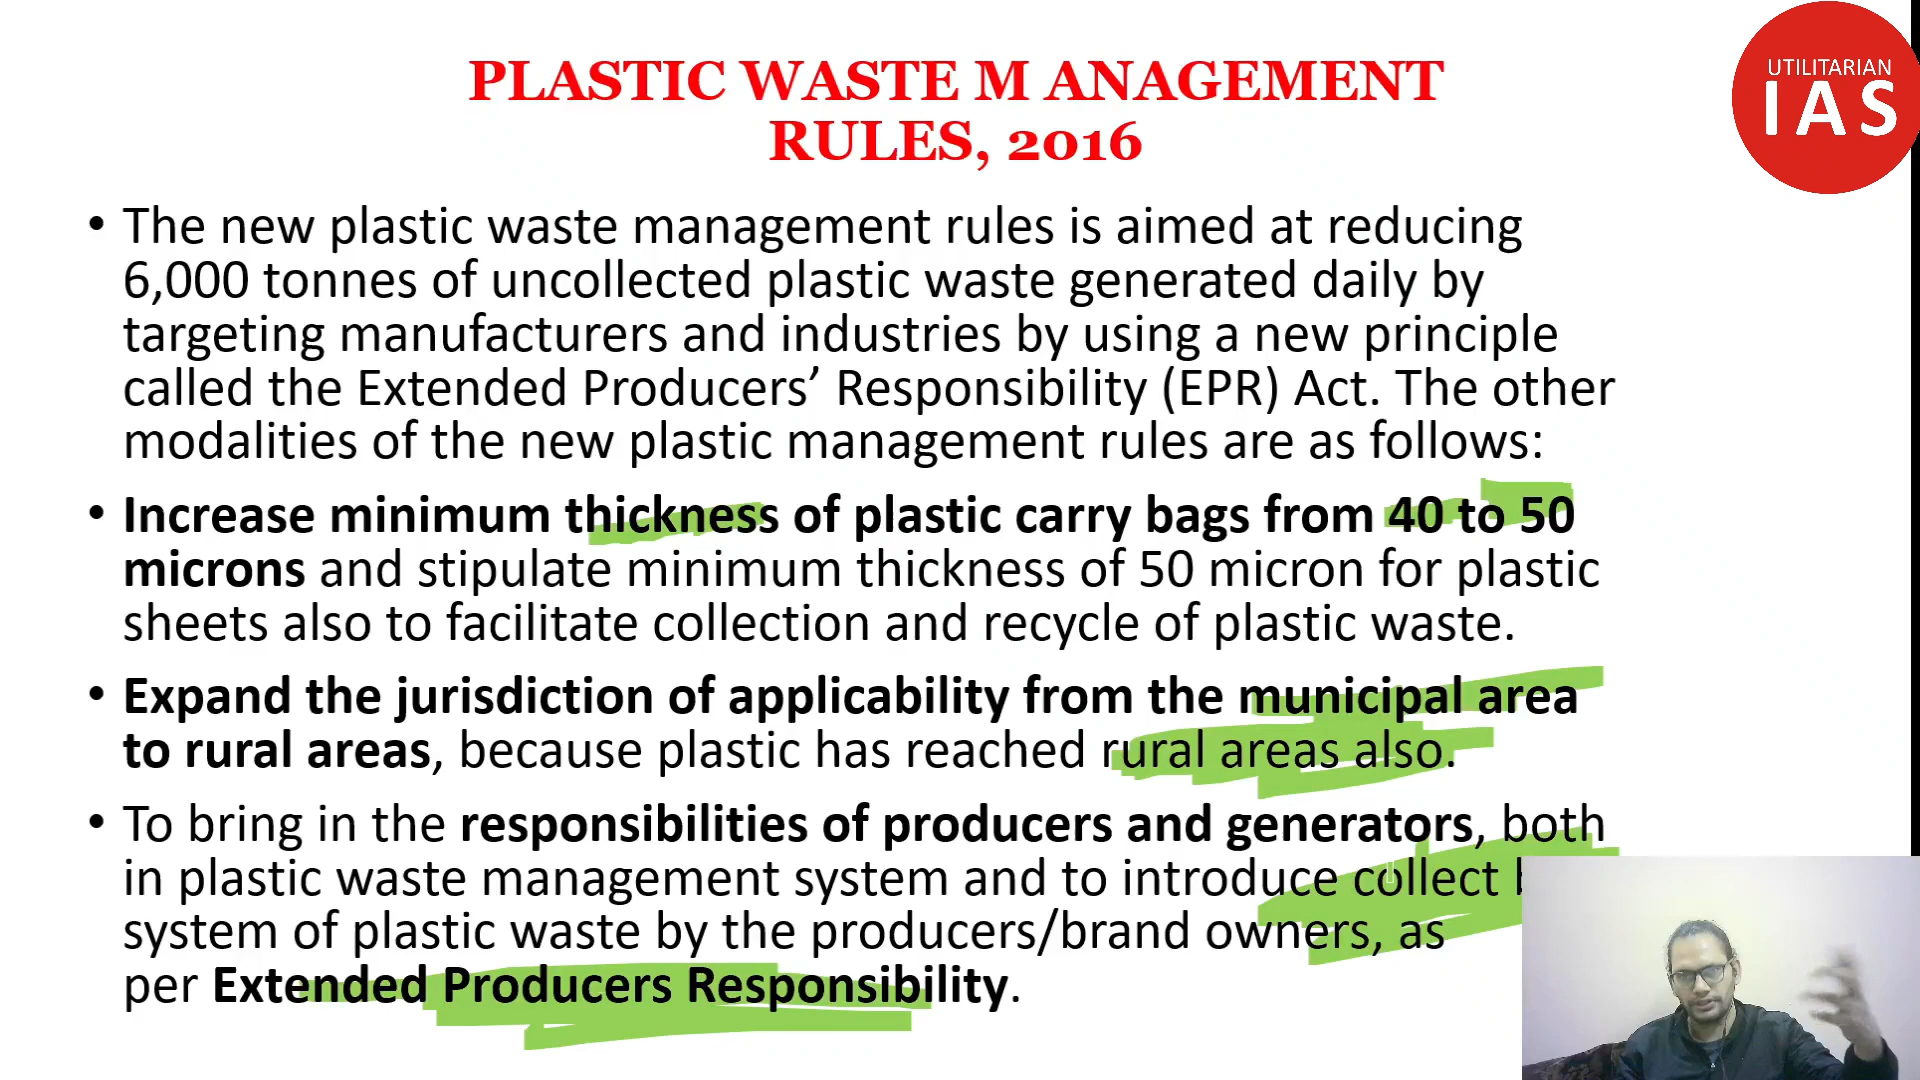 PLASTIC WASTE M ANAGEMENT
RULES, 2016
UTILITARIAN
IAS
• The new plastic waste management rules is aimed at reducing
6,000 tonnes of uncollected plastic waste generated daily by
targeting manufacturers and industries by using a new principle
called the Extended Producers’ Responsibility (EPR) Act. The other
modalities of the new plastic management rules are as follows:
• Increase minimum thickness of plastic carry bags from 40 to 50
microns and stipulate minimum thickness of 50 micron for plastic
sheets also to facilitate collection and recycle of plastic waste.
• Expand the jurisdiction of applicability from the municipal area
to rural areas, because plastic has reached rural areas also.
• To bring in the responsibilities of producers and generators, both
in plastic waste management system and to introduce collect
system of plastic waste by the producers/brand owners, as
per Extended Producers Responsibility.